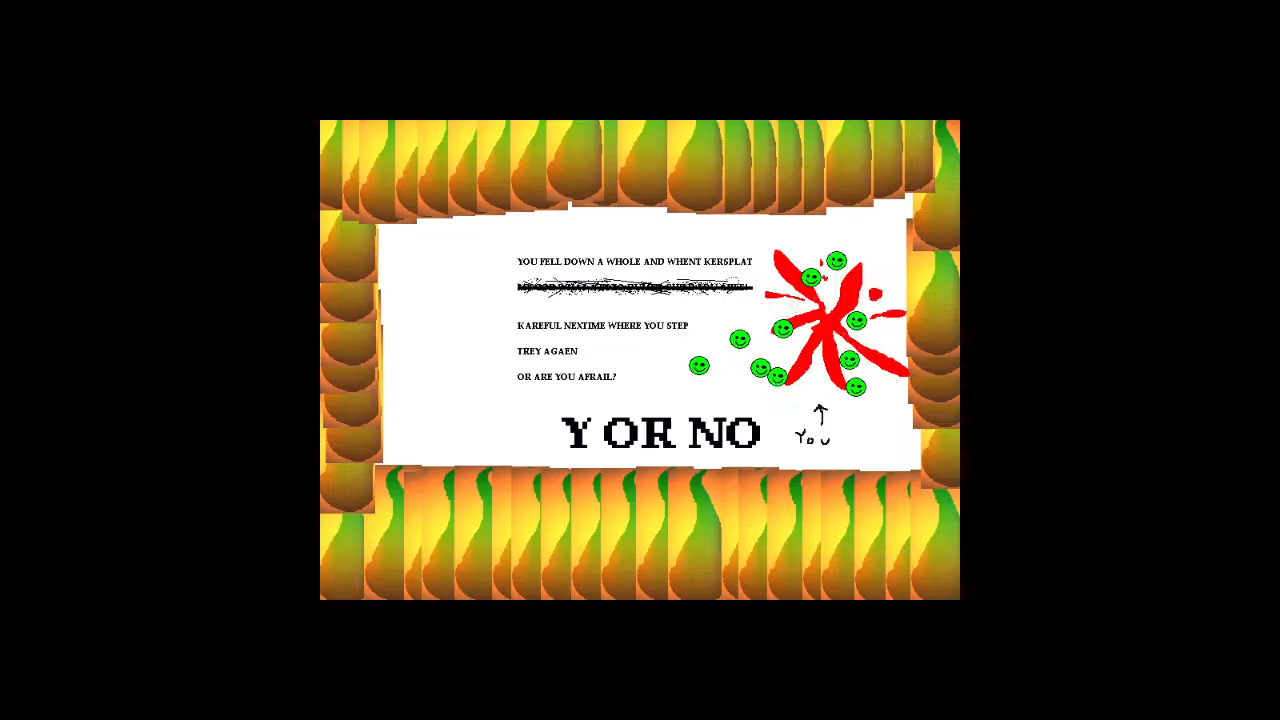 YOU FELL DOWN A WHOLE AND WHENT KERSPLAT
KAREFUL NEXTIME WHERE YOU STEP
TREY AGAEN
OR ARE YOU AFRAIL?
Y OR NO
You